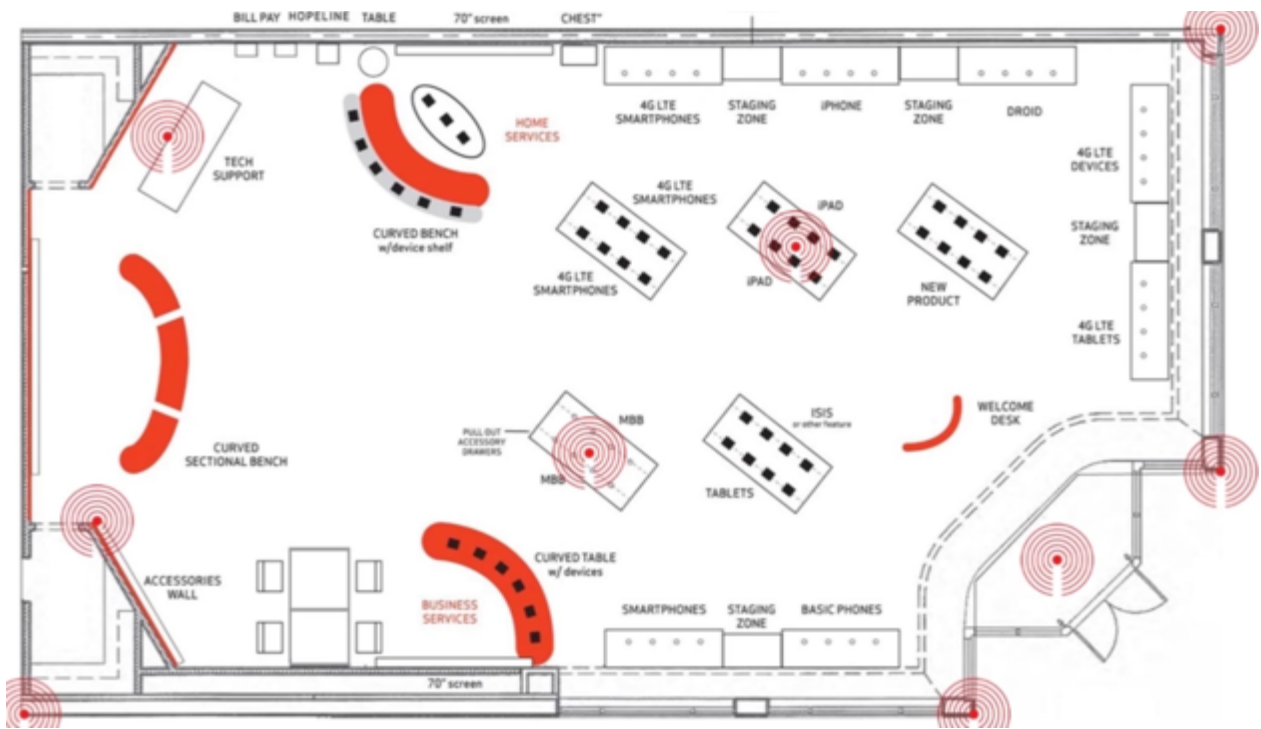 BILL PAY HOPELINE TABLE 70" screen CHEST"
4G LTE
SMARTPHONES
STAGING
ZONE
iPHONE
STAGING
ZONE
DROID
HOME
SERVICES
TECH
SUPPORT
4G LTE
DEVICES
4G LTE
SMARTPHONES
iPAD
CURVED BENCH
w/device shelf
STAGING
ZONE
4G LTE
SMARTPHONES
iPAD
NEW
PRODUCT
4G LTE
TABLETS
MBB
ISIS
or other feature
WELCOME
DESK
PULL OUT
ACCESSORY
DRAWERS
CURVED
SECTIONAL BENCH
MBB
TABLETS
CURVED TABLE
w/ devices
ACCESSORIES
WALL
BUSINESS
SERVICES
SMARTPHONES
STAGING
ZONE
BASIC PHONES
70" screen